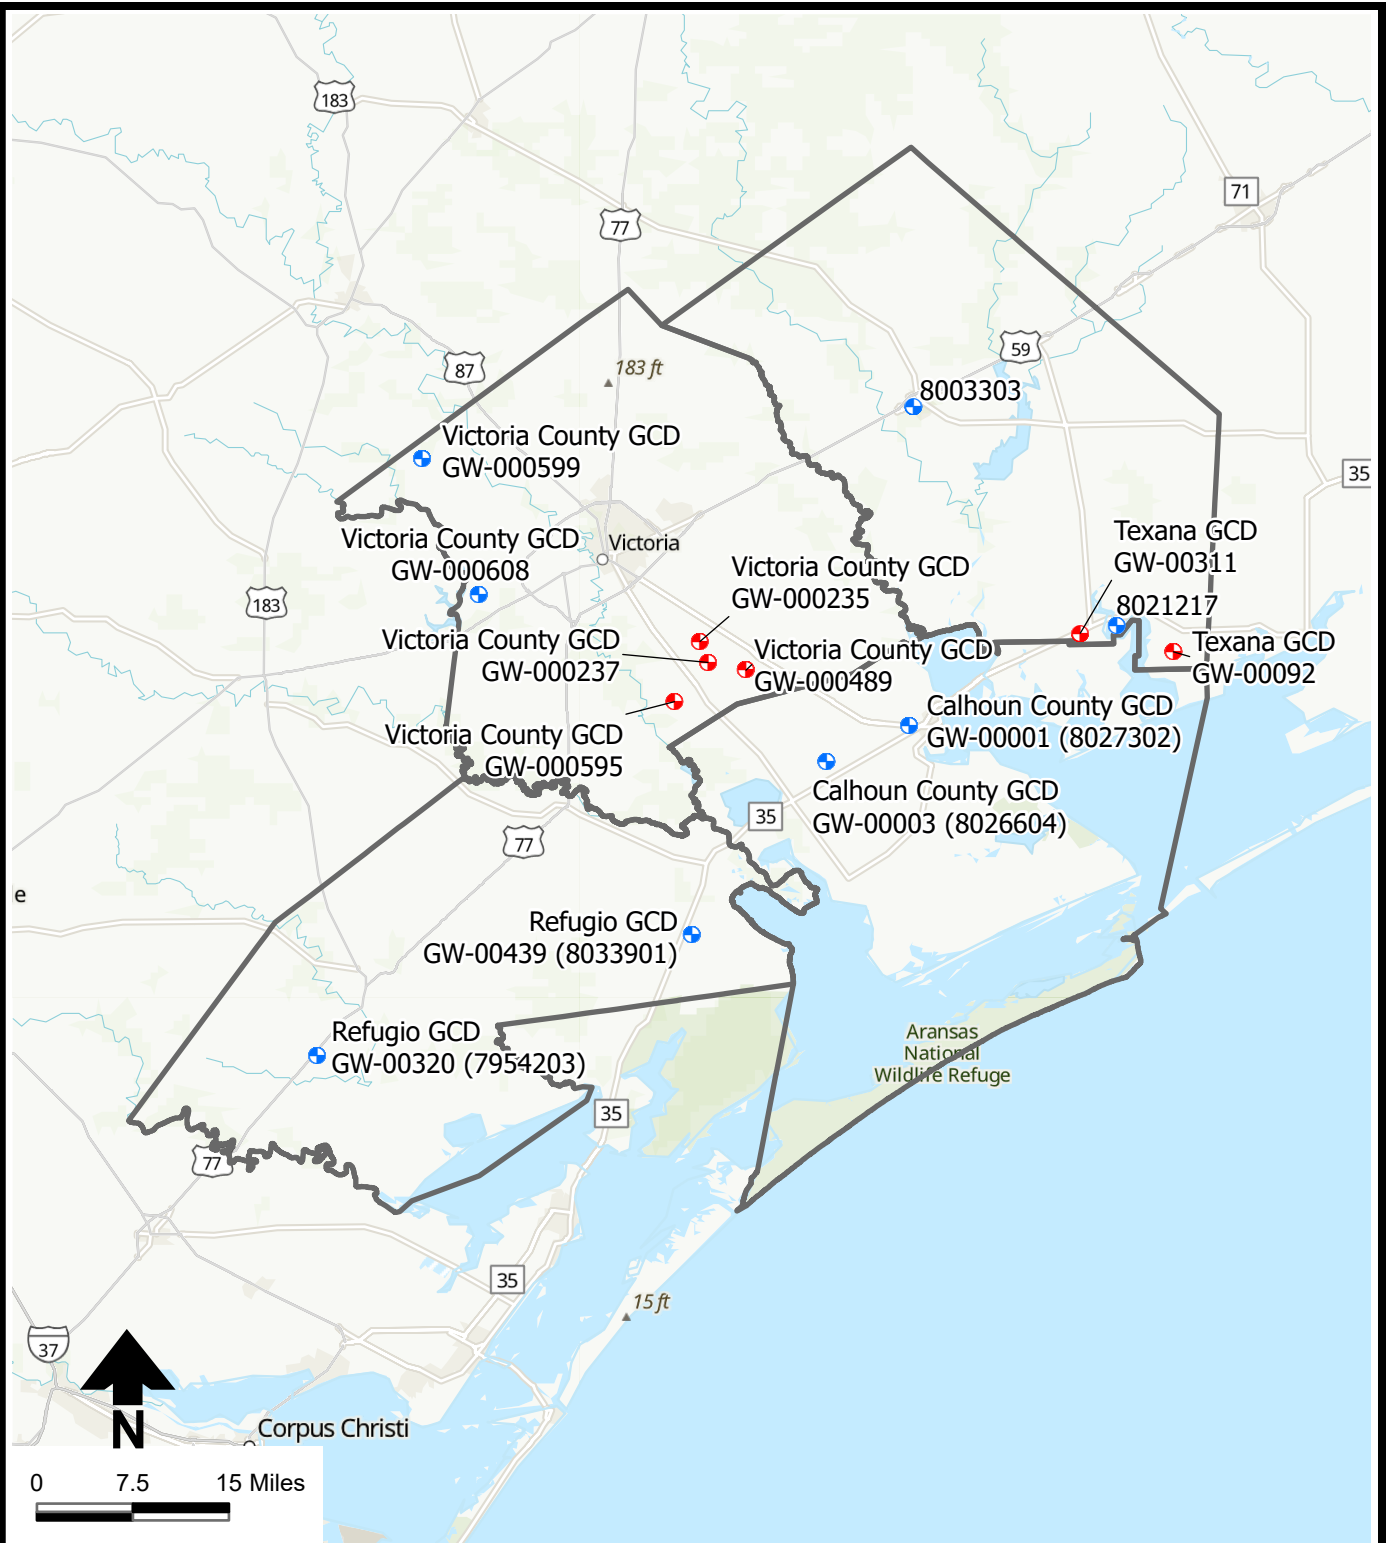 183
77
71
59
183 ft
87
8003303
Victoria County GCD
GW-000599
35
Victoria County GCD
GW-000608
Victoria
Texana GCD
GW-00311
Victoria County GCD
GW-000235
183
8021217
Victoria County GCD
GW-000237
Victoria County GCD
GW-000489
Texana GCD
GW-00092
Calhoun County GCD
GW-00001 (8027302)
Victoria County GCD
GW-000595
Calhoun County GCD
GW-00003 (8026604)
35
77
e
Refugio GCD
GW-00439 (8033901)
Refugio GCD
GW-00320 (7954203)
Aransas
National
Wildlife Refuge
35
77
35
15 ft
37
N
Corpus Christi
0 7.5 15 Miles